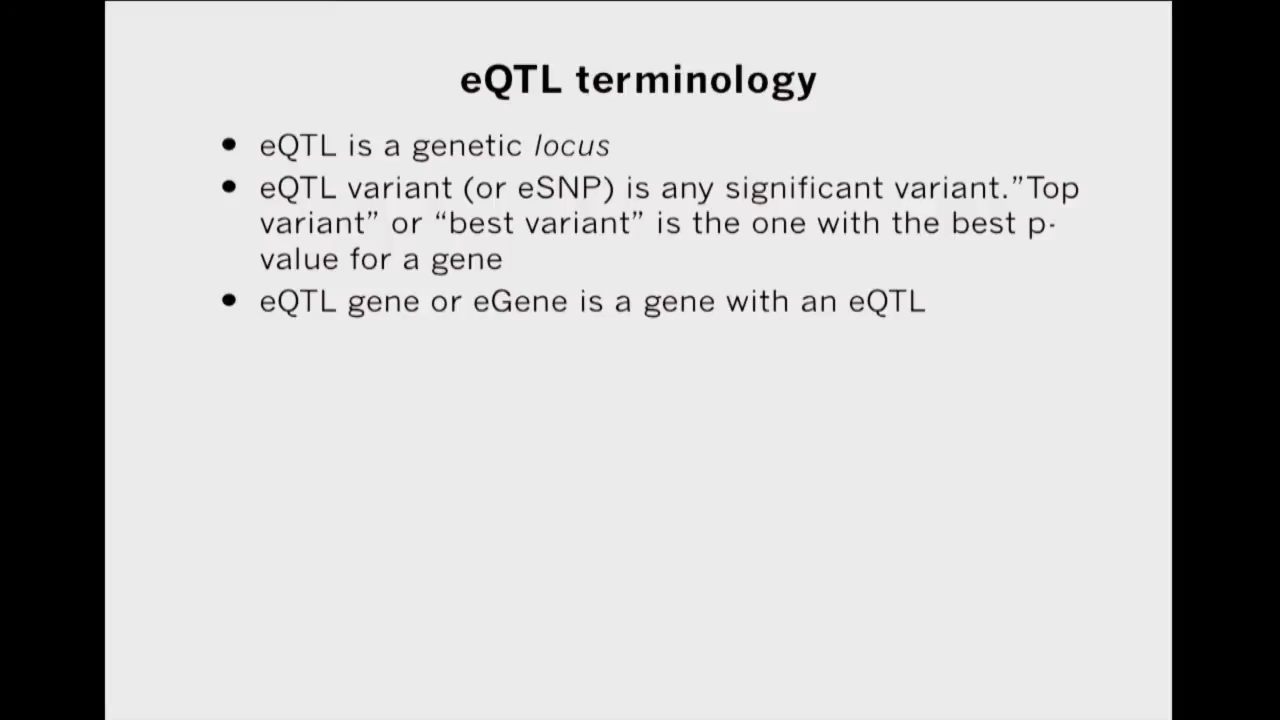 eQTL terminology
• eQTL is a genetic locus
• eQTL variant (or eSNP) is any significant variant.”Top
variant” or “best variant” is the one with the best p-
value for a gene
• eQTL gene or eGene is a gene with an eQTL